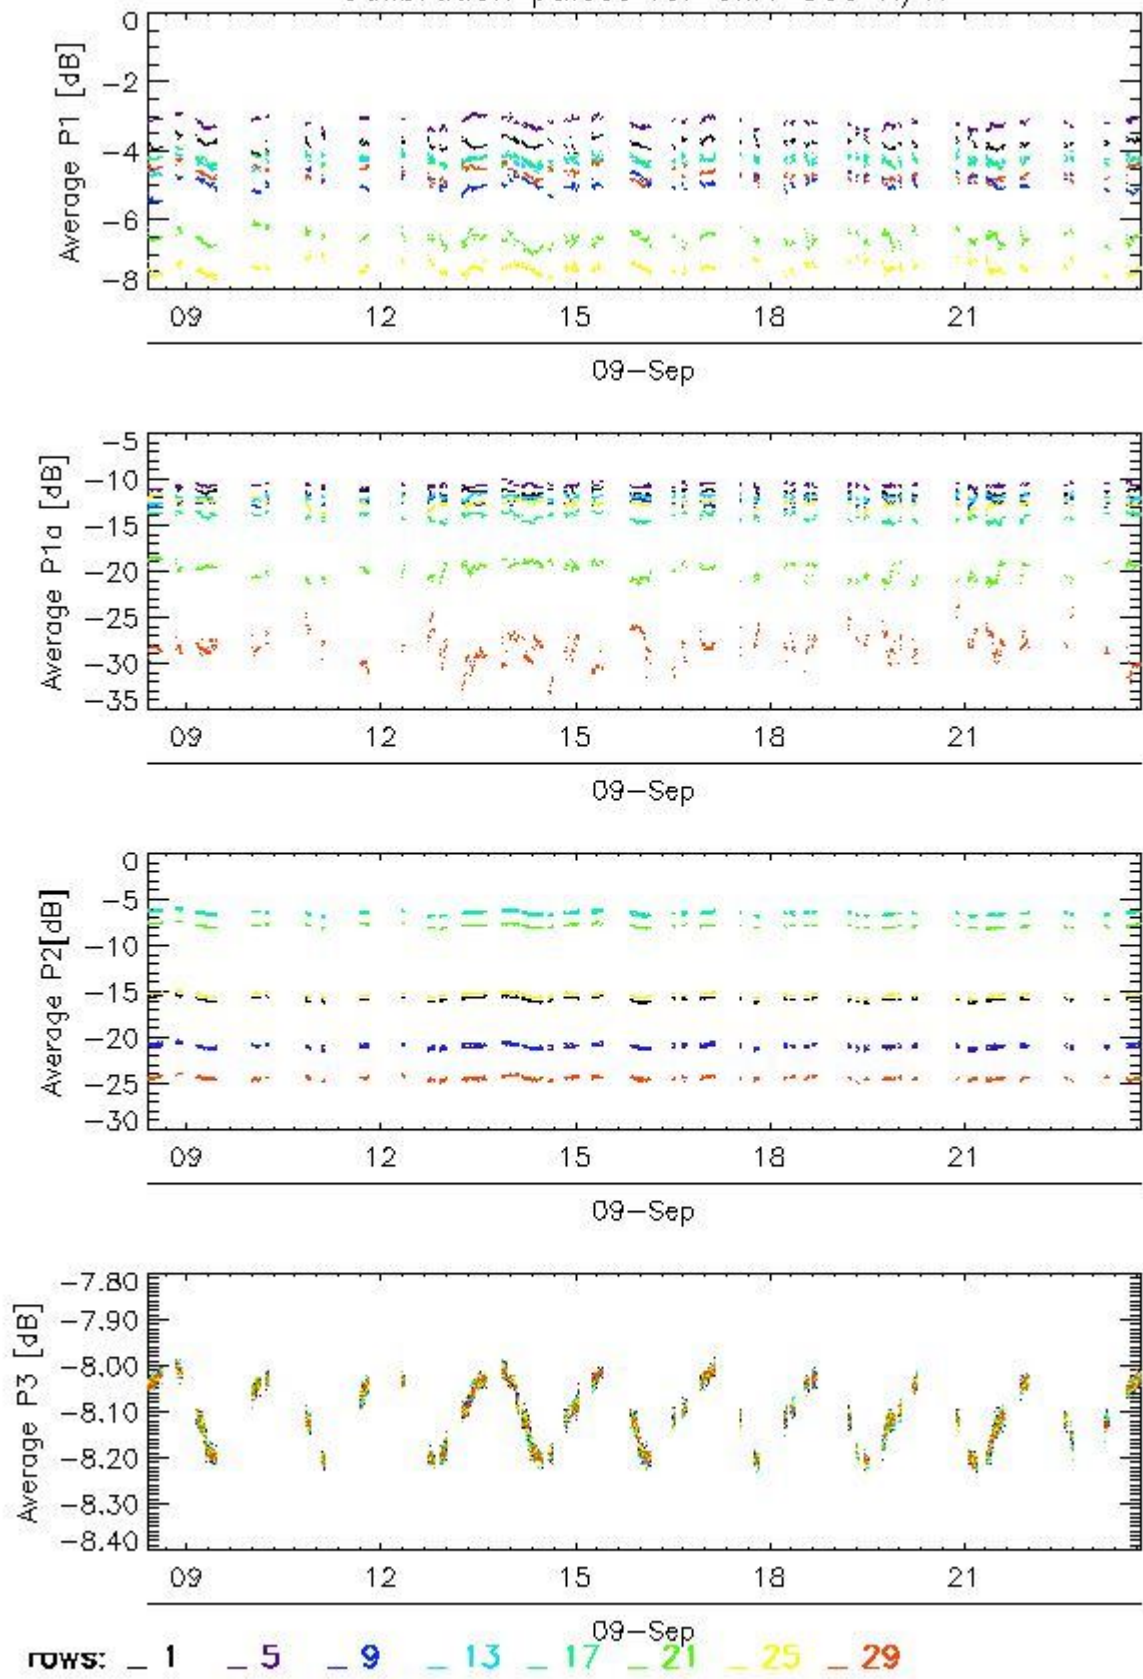 pulses for
0
−2
−4
−6
−8
Average P1 [dB]
09 12 15 18 21
09−Sep
−5
−10
−15
−20
−25
−30
−35
Average P1a [dB]
09 12 15 18 21
09−Sep
0
−5
−10
−15
−20
−25
−30
Average P2[dB]
09 12 15 18 21
09−Sep
−7.80
−7.90
−8.00
−8.10
−8.20
−8.30
−8.40
Average P3 [dB]
09 12 15 18 21
09−Sep
rows: _ 1 _ 5 _ 9 _ 13 _ 17 _ 21 _ 25 _ 29